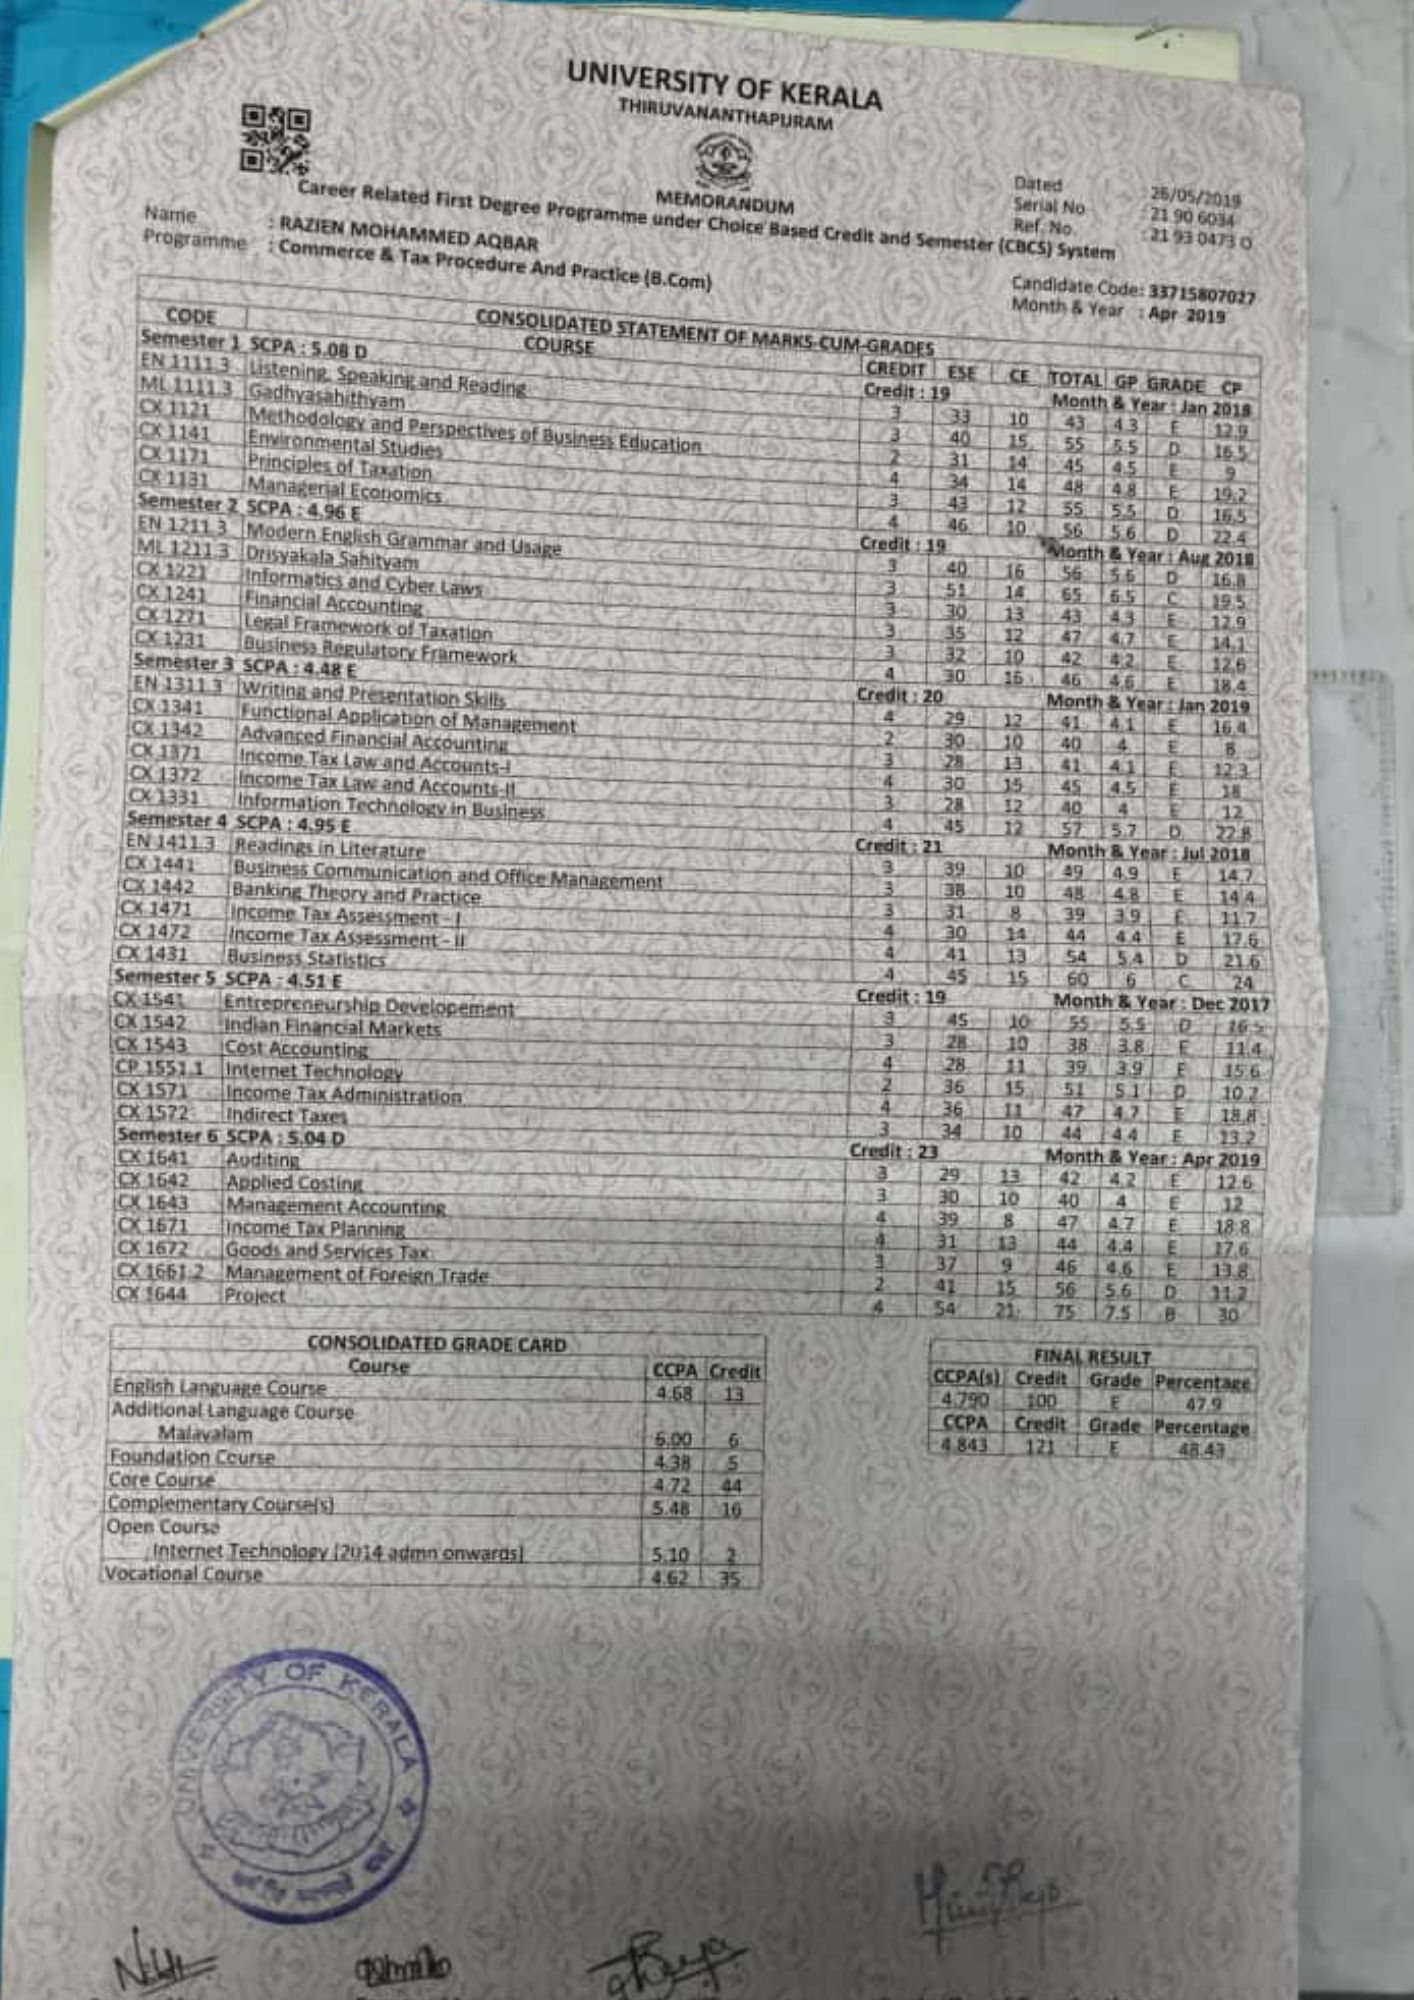 UNIVERSITY OF KERALA
THIRUVANANTHAPURAM
MEMORANDUM
Career Related First Degree Programme under Choice Based Credit and Semester (CBCS) System
Dated : 26/05/2019
Serial No : 21 90 6034
Ref. No. : 21 93 0473 O
Name : RAZIEN MOHAMMED AQBAR
Programme : Commerce & Tax Procedure And Practice (B.Com)
Candidate Code: 33715807027
Month & Year : Apr 2019
CONSOLIDATED STATEMENT OF MARKS-CUM-GRADES
CODE COURSE CREDIT ESE CE TOTAL GP GRADE CP
Semester 1 SCPA : 5.08 D Credit : 19 Month & Year : Jan 2018
EN 1111.3 Listening, Speaking and Reading 3 33 10 43 4.3 E 12.9
ML 1111.3 Gadhyasahithyam 3 40 15 55 5.5 D 16.5
CX 1121 Methodology and Perspectives of Business Education 2 31 14 45 4.5 E 9
CX 1141 Environmental Studies 4 34 14 48 4.8 E 19.2
CX 1171 Principles of Taxation 3 43 12 55 5.5 D 16.5
CX 1131 Managerial Economics 4 46 10 56 5.6 D 22.4
Semester 2 SCPA : 4.96 E Credit : 19 Month & Year : Aug 2018
EN 1211.3 Modern English Grammar and Usage 3 40 16 56 5.6 D 16.8
ML 1211.3 Drisyakala Sahityam 3 51 14 65 6.5 C 19.5
CX 1221 Informatics and Cyber Laws 3 30 13 43 4.3 E 12.9
CX 1241 Financial Accounting 3 35 12 47 4.7 E 14.1
CX 1271 Legal Framework of Taxation 3 32 10 42 4.2 E 12.6
CX 1231 Business Regulatory Framework 4 30 16 46 4.6 E 18.4
Semester 3 SCPA : 4.48 E Credit : 20 Month & Year : Jan 2019
EN 1311.3 Writing and Presentation Skills 4 29 12 41 4.1 E 16.4
CX 1341 Functional Application of Management 2 30 10 40 4 E 8
CX 1342 Advanced Financial Accounting 3 28 13 41 4.1 E 12.3
CX 1371 Income Tax Law and Accounts-I 4 30 15 45 4.5 E 18
CX 1372 Income Tax Law and Accounts-II 3 28 12 40 4 E 12
CX 1331 Information Technology in Business 4 45 12 57 5.7 D 22.8
Semester 4 SCPA : 4.95 E Credit : 21 Month & Year : Jul 2018
EN 1411.3 Readings in Literature 3 39 10 49 4.9 E 14.7
CX 1441 Business Communication and Office Management 3 38 10 48 4.8 E 14.4
CX 1442 Banking Theory and Practice 3 31 8 39 3.9 E 11.7
CX 1471 Income Tax Assessment - I 4 30 14 44 4.4 E 17.6
CX 1472 Income Tax Assessment - II 4 41 13 54 5.4 D 21.6
CX 1431 Business Statistics 4 45 15 60 6 C 24
Semester 5 SCPA : 4.51 E Credit : 19 Month & Year : Dec 2017
CX 1541 Entrepreneurship Developement 3 45 10 55 5.5 D 16.5
CX 1542 Indian Financial Markets 3 28 10 38 3.8 E 11.4
CX 1543 Cost Accounting 4 28 11 39 3.9 E 15.6
CP 1551.1 Internet Technology 2 36 15 51 5.1 D 10.2
CX 1571 Income Tax Administration 4 36 11 47 4.7 E 18.8
CX 1572 Indirect Taxes 3 34 10 44 4.4 E 13.2
Semester 6 SCPA : 5.04 D Credit : 23 Month & Year : Apr 2019
CX 1641 Auditing 3 29 13 42 4.2 E 12.6
CX 1642 Applied Costing 3 30 10 40 4 E 12
CX 1643 Management Accounting 4 39 8 47 4.7 E 18.8
CX 1671 Income Tax Planning 4 31 13 44 4.4 E 17.6
CX 1672 Goods and Services Tax 3 37 9 46 4.6 E 13.8
CX 1661.2 Management of Foreign Trade 2 41 15 56 5.6 D 11.2
CX 1644 Project 4 54 21 75 7.5 B 30
CONSOLIDATED GRADE CARD
Course CCPA Credit
English Language Course 4.68 13
Additional Language Course
Malayalam 6.00 6
Foundation Course 4.38 5
Core Course 4.72 44
Complementary Course(s) 5.48 16
Open Course
Internet Technology (2014 admn onwards) 5.10 2
Vocational Course 4.62 35
FINAL RESULT
CCPA(s) Credit Grade Percentage
4.790 100 E 47.9
CCPA Credit Grade Percentage
4.843 121 E 48.43
UNIVERSITY OF KERALA